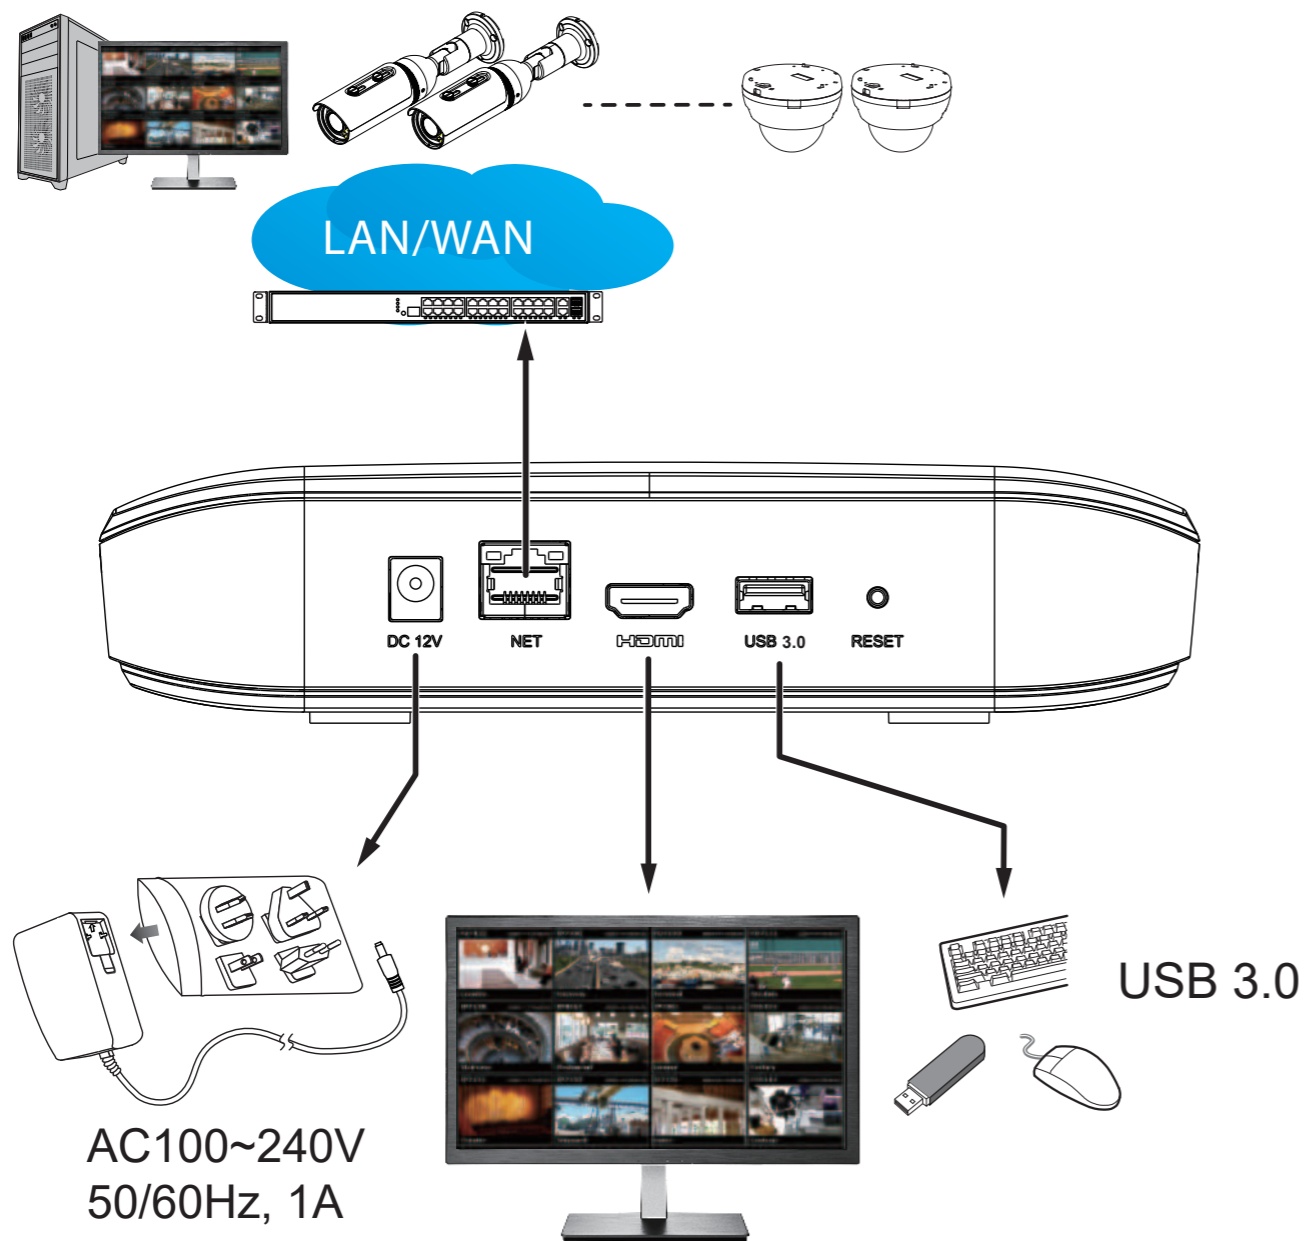 LAN/WAN
DC 12V
NET
HDMI
USB 3.0
RESET
USB 3.0
AC100~240V
50/60Hz, 1A